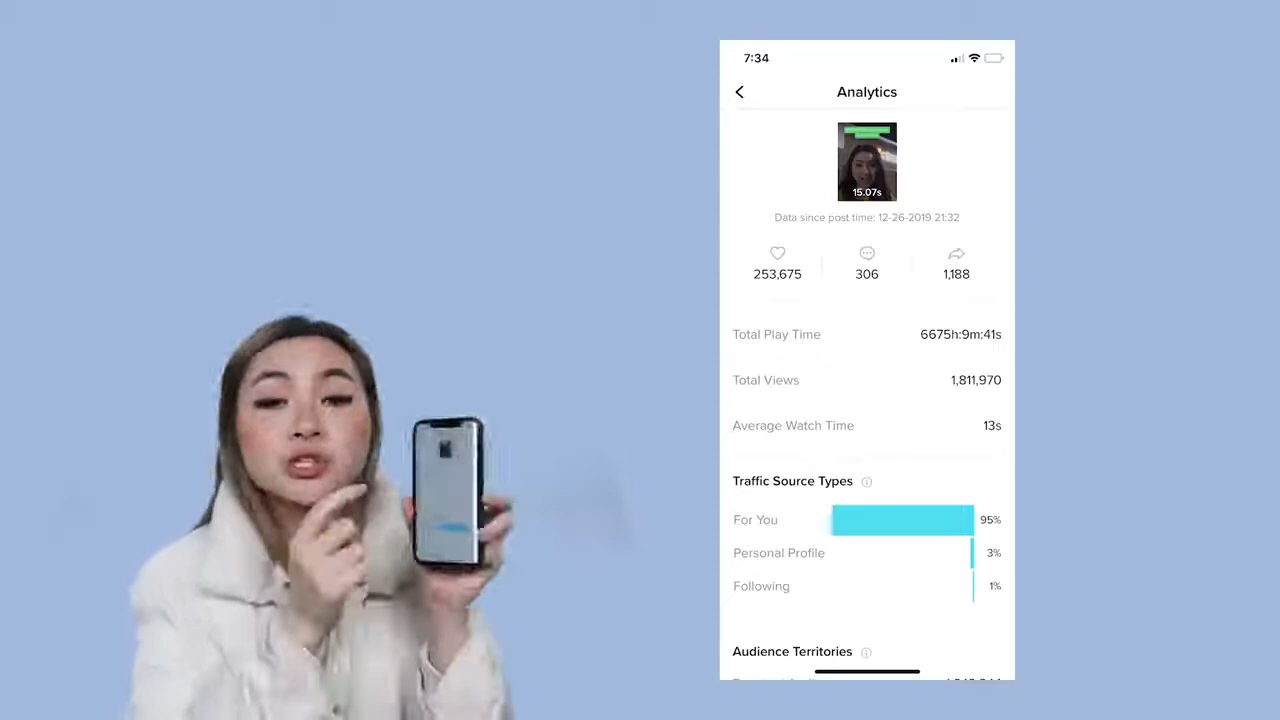 7:34
Analytics
15.07s
Data since post time: 12-26-2019 21:32
253,675 306 1,188
Total Play Time 6675h:9m:41s
Total Views 1,811,970
Average Watch Time 13s
Traffic Source Types
For You 95%
Personal Profile 3%
Following 1%
Audience Territories